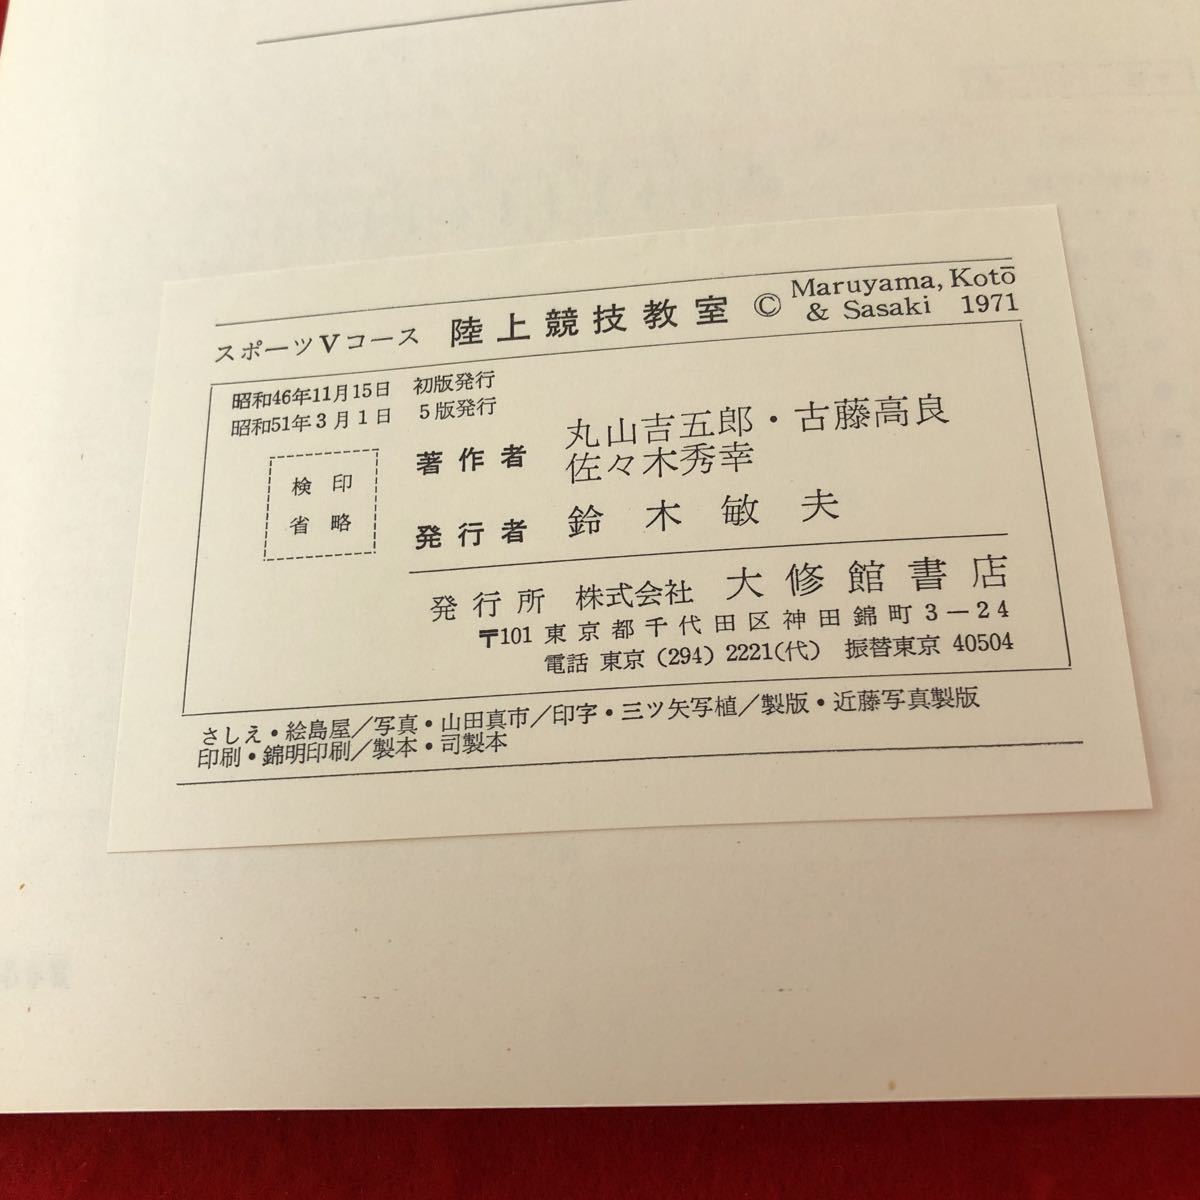 スポーツVコース 陸上競技教室 © Maruyama, Kotō
& Sasaki 1971
昭和46年11月15日 初版発行
昭和51年3月1日 5版発行
検印
省略
著作者 丸山吉五郎・古藤高良
佐々木秀幸
発行者 鈴木敏夫
発行所 株式会社 大修館書店
〒101 東京都千代田区神田錦町3-24
電話 東京(294)2221(代) 振替東京 40504
さしえ・絵島屋/写真・山田真市/印字・三ツ矢写植/製版・近藤写真製版
印刷・錦明印刷/製本・司製本